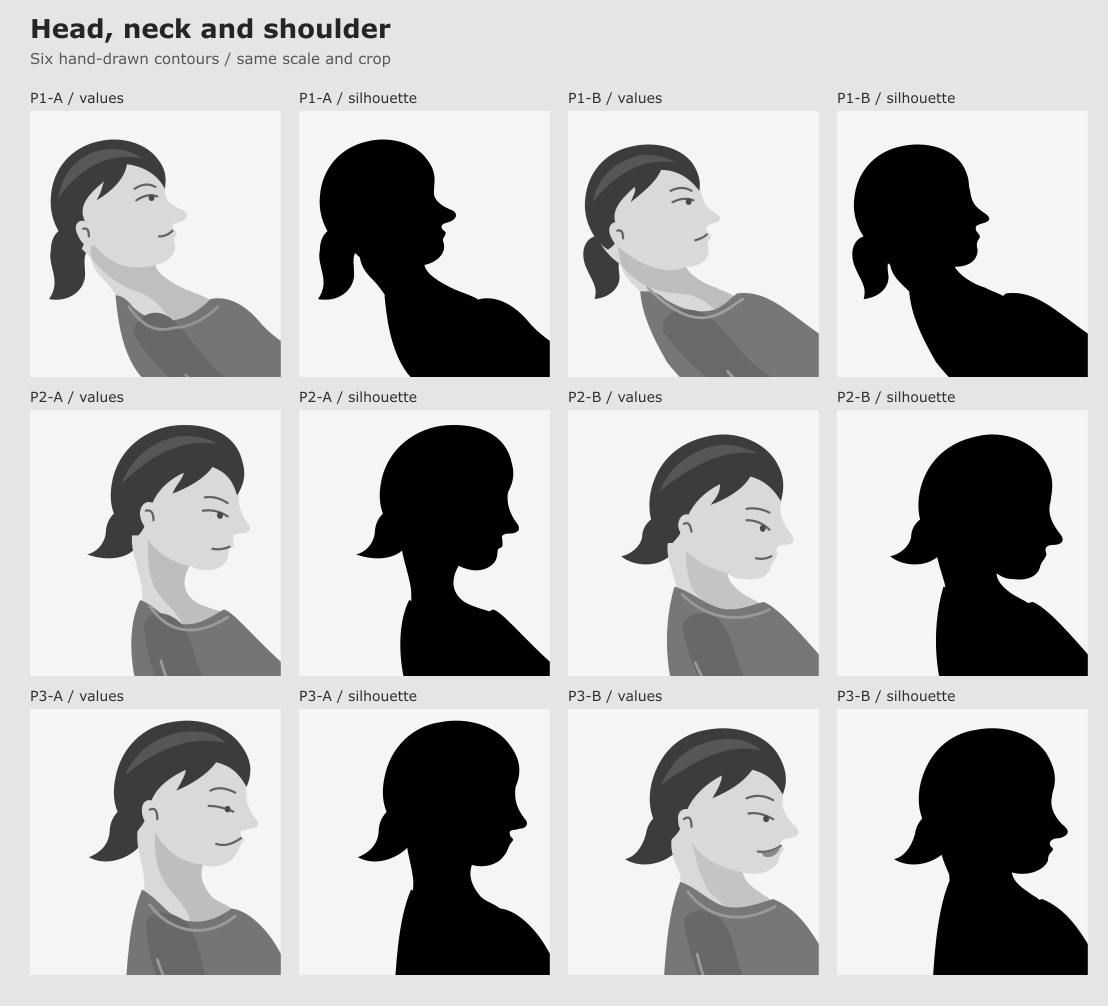 Head, neck and shoulder
Six hand-drawn contours / same scale and crop
P1-A / values
P1-A / silhouette
P1-B / values
P1-B / silhouette
P2-A / values
P2-A / silhouette
P2-B / values
P2-B / silhouette
P3-A / values
P3-A / silhouette
P3-B / values
P3-B / silhouette